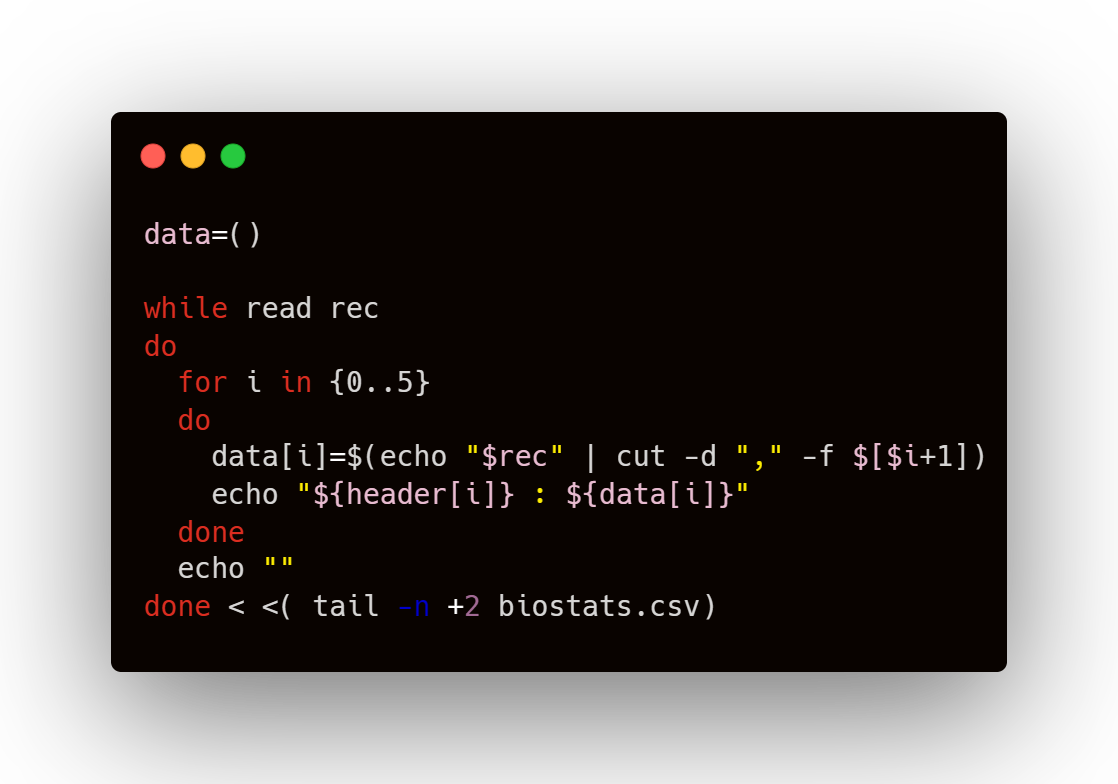 data=()
while read rec
do
  for i in {0..5}
  do
    data[i]=$(echo "$rec" | cut -d "," -f $[$i+1])
    echo "${header[i]} : ${data[i]}"
  done
  echo ""
done < <( tail -n +2 biostats.csv)